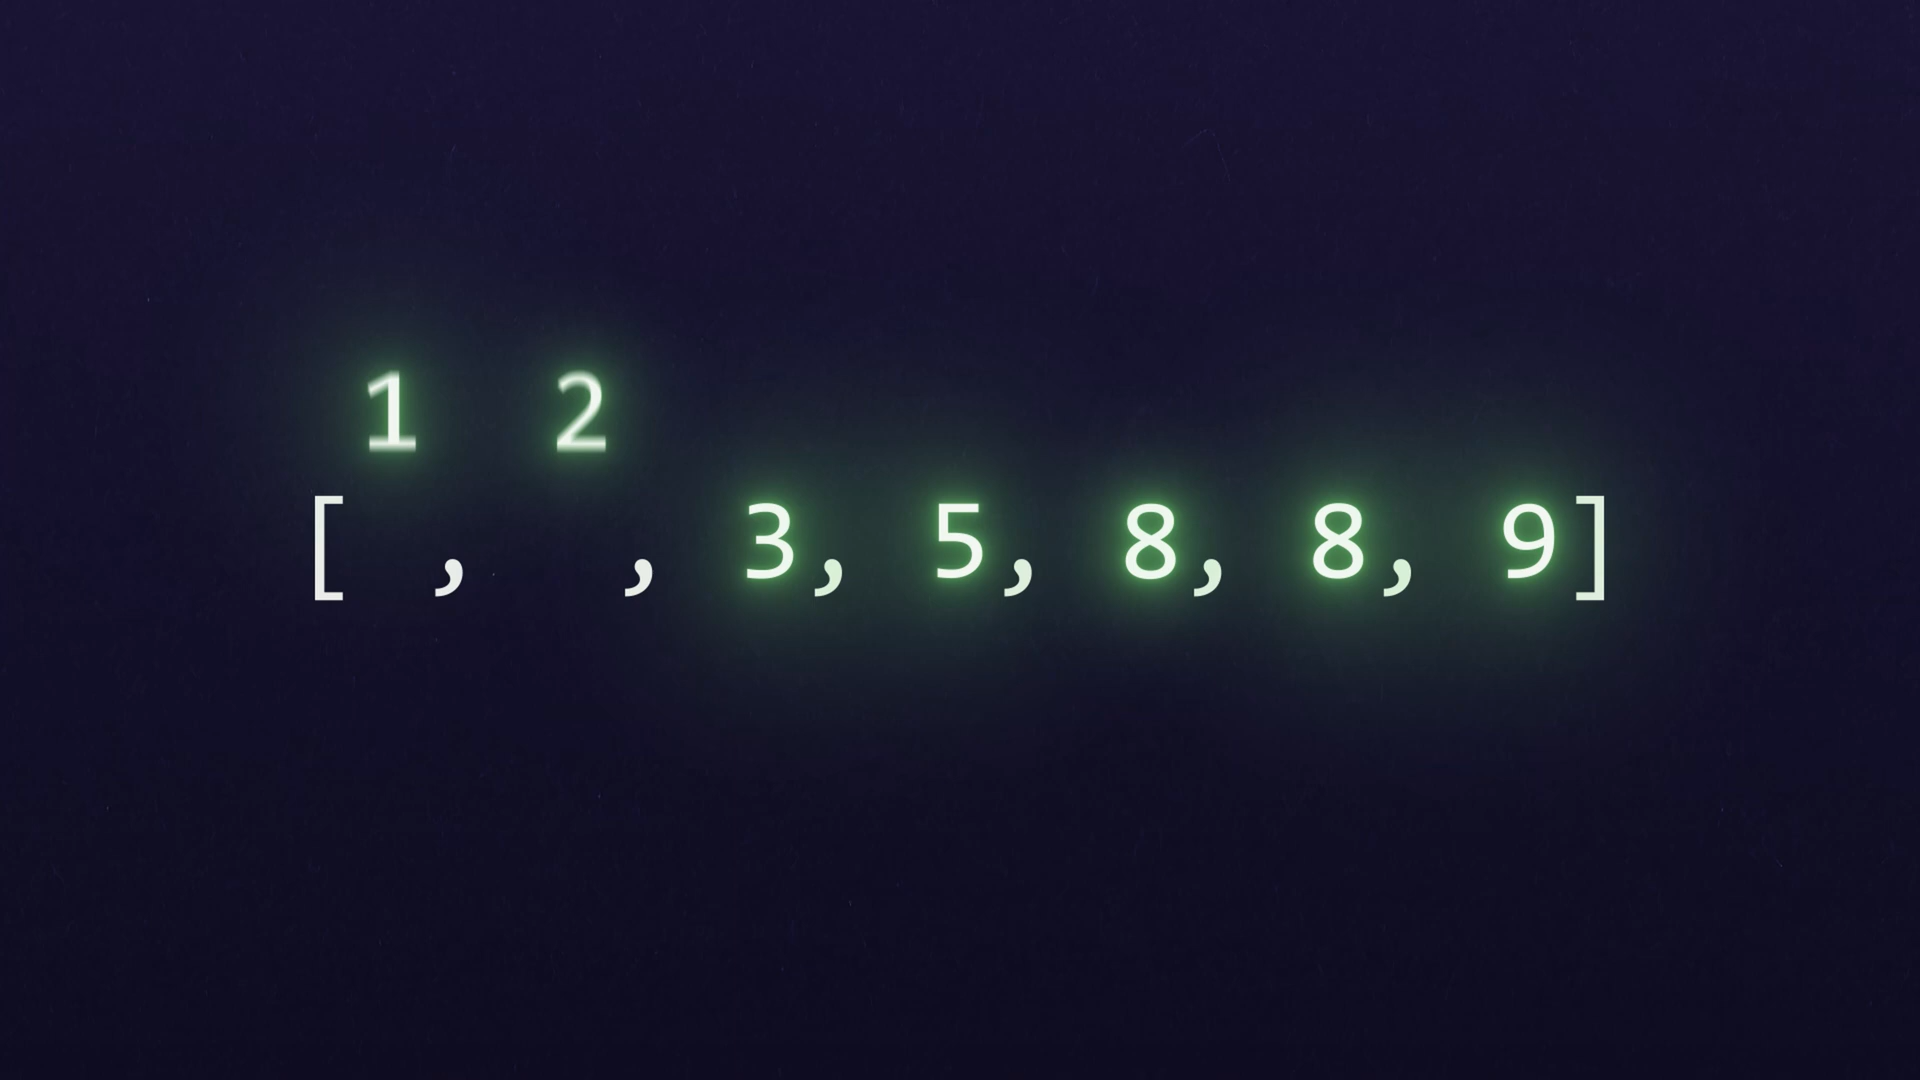 1 2
[ , , 3, 5, 8, 8, 9]